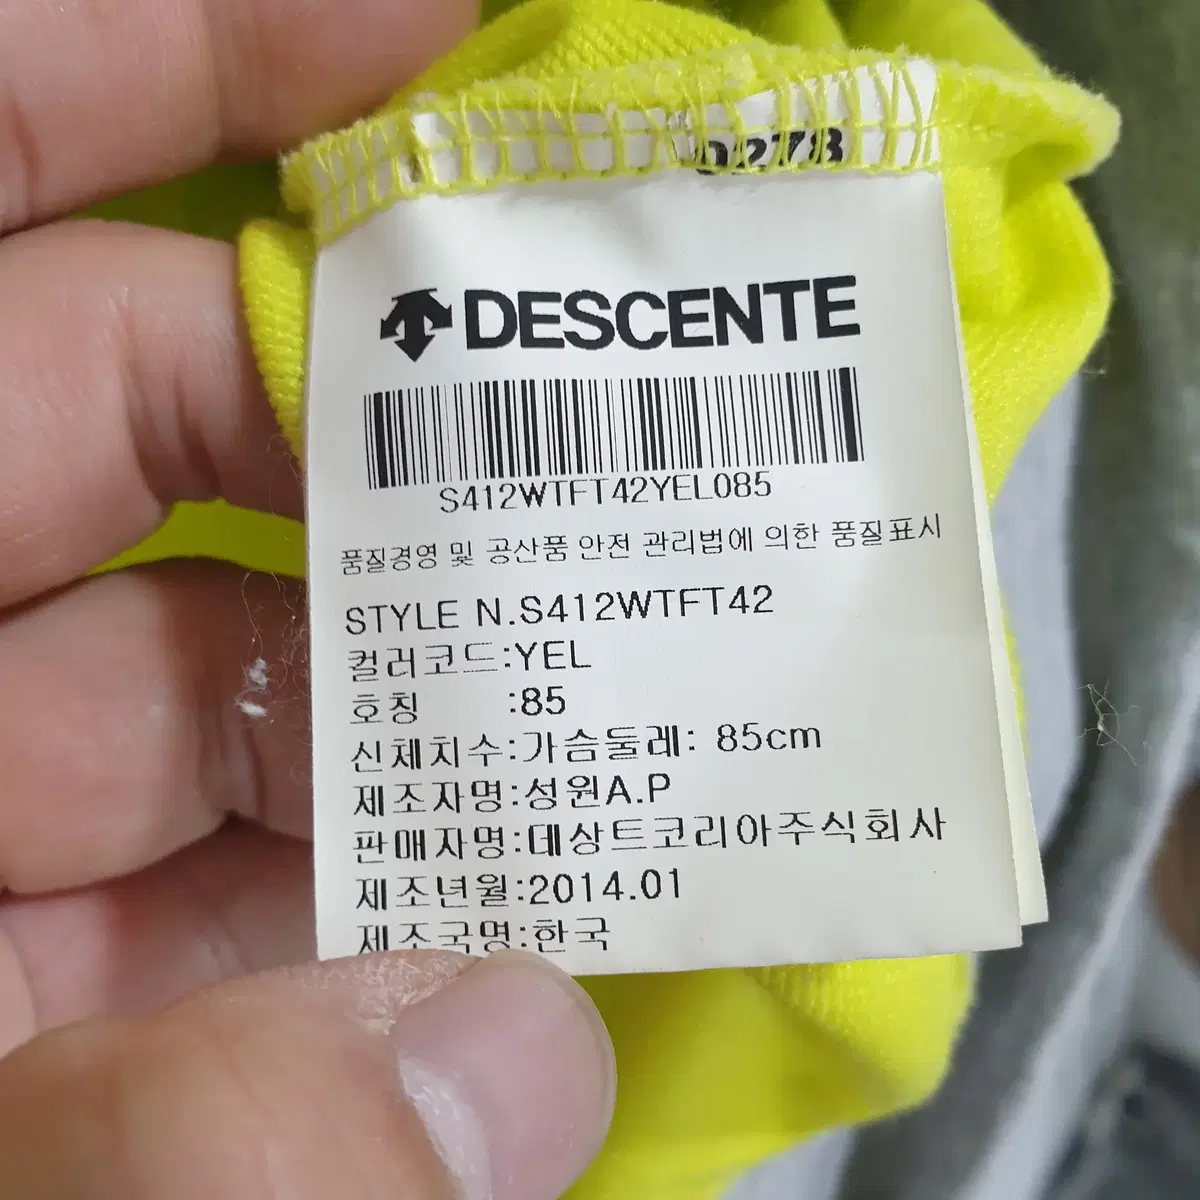 0278
DESCENTE
S412WTFT42YEL085
품질경영 및 공산품 안전 관리법에 의한 품질표시
STYLE N.S412WTFT42
컬러코드:YEL
호칭 :85
신체치수:가슴둘레: 85cm
제조자명:성원A.P
판매자명:데상트코리아주식회사
제조년월:2014.01
제조국명:한국